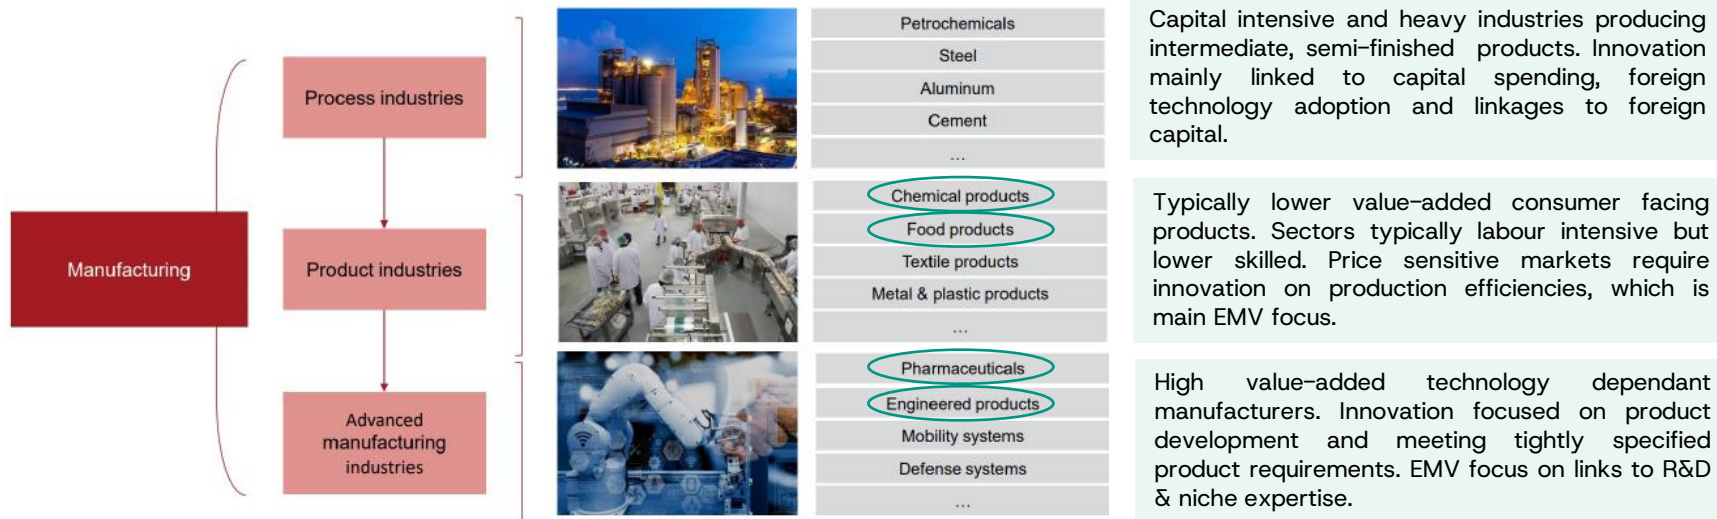 Manufacturing
Process industries
Product industries
Advanced
manufacturing
industries
Petrochemicals
Steel
Aluminum
Cement
...
Chemical products
Food products
Textile products
Metal & plastic products
...
Pharmaceuticals
Engineered products
Mobility systems
Defense systems
...
Capital intensive and heavy industries producing
intermediate, semi-finished products. Innovation
mainly linked to capital spending, foreign
technology adoption and linkages to foreign
capital.
Typically lower value-added consumer facing
products. Sectors typically labour intensive but
lower skilled. Price sensitive markets require
innovation on production efficiencies, which is
main EMV focus.
High value-added technology dependant
manufacturers. Innovation focused on product
development and meeting tightly specified
product requirements. EMV focus on links to R&D
& niche expertise.